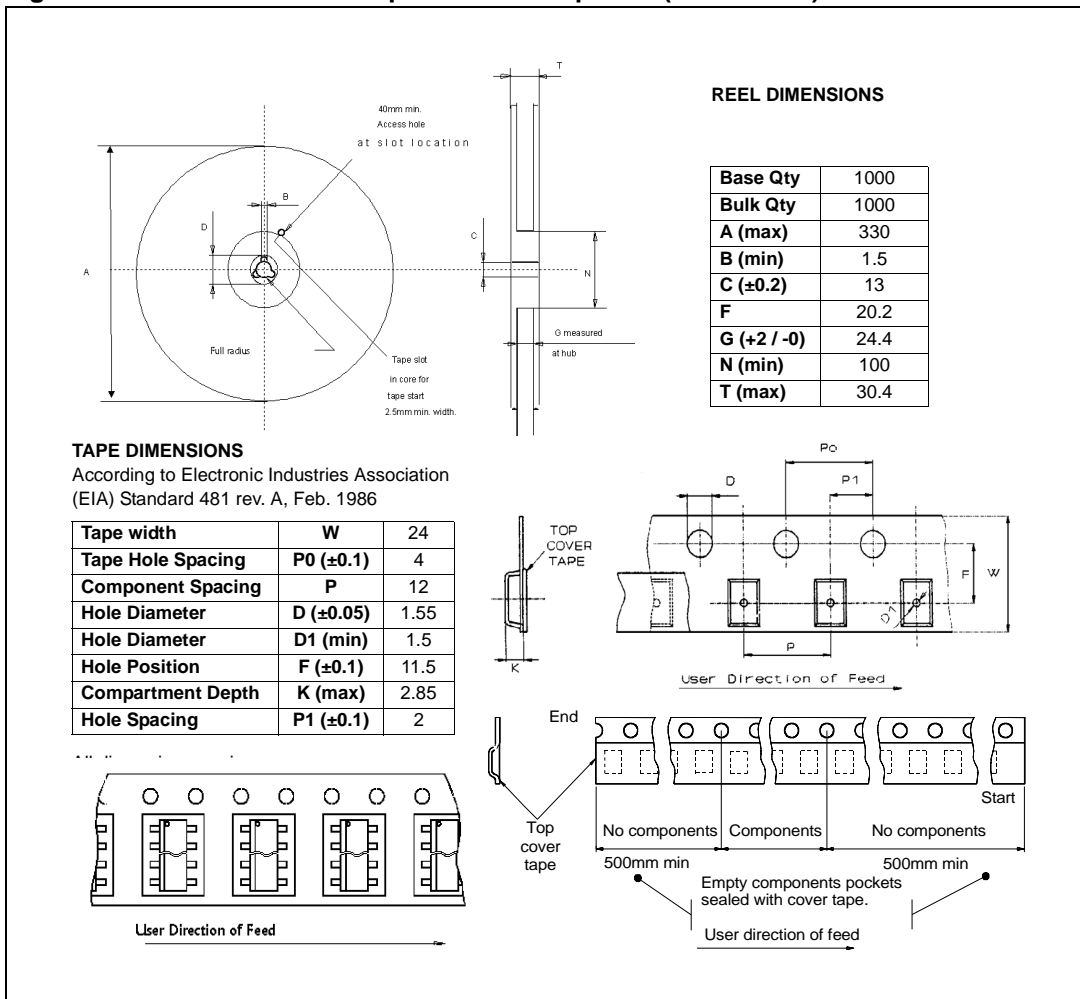 T
40mm min.
Access hole
at slot location
B
D
C
A
N
G measured
at hub
Full radius
Tape slot
in core for
tape start
2.5mm min. width.
REEL DIMENSIONS
Base Qty 1000
Bulk Qty 1000
A (max) 330
B (min) 1.5
C (±0.2) 13
F 20.2
G (+2 / -0) 24.4
N (min) 100
T (max) 30.4
TAPE DIMENSIONS
According to Electronic Industries Association
(EIA) Standard 481 rev. A, Feb. 1986
Tape width W 24
Tape Hole Spacing P0 (±0.1) 4
Component Spacing P 12
Hole Diameter D (±0.05) 1.55
Hole Diameter D1 (min) 1.5
Hole Position F (±0.1) 11.5
Compartment Depth K (max) 2.85
Hole Spacing P1 (±0.1) 2
Po
D
P1
TOP
COVER
TAPE
F
W
D1
K
P
User Direction of Feed
End
Start
Top
cover
tape
No components
Components
No components
500mm min
500mm min
Empty components pockets
sealed with cover tape.
User direction of feed
User Direction of Feed